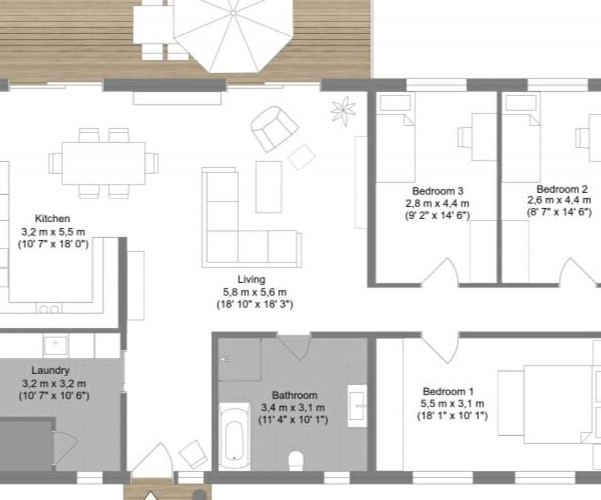 Kitchen
3,2 m x 5,5 m
(10' 7" x 18' 0")
Living
5,8 m x 5,6 m
(18' 10" x 18' 3")
Bedroom 3
2,8 m x 4,4 m
(9' 2" x 14' 6")
Bedroom 2
2,6 m x 4,4 m
(8' 7" x 14' 6")
Laundry
3,2 m x 3,2 m
(10' 7" x 10' 6")
Bathroom
3,4 m x 3,1 m
(11' 4" x 10' 1")
Bedroom 1
5,5 m x 3,1 m
(18' 1" x 10' 1")